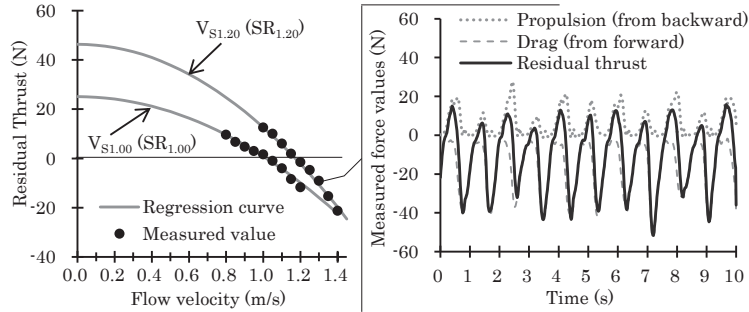 Residual Thrust (N)
60
40
20
0
-20
-40
V_S1.20 (SR_1.20)
V_S1.00 (SR_1.00)
Regression curve
Measured value
0.0 0.2 0.4 0.6 0.8 1.0 1.2 1.4
Flow velocity (m/s)
Measured force values (N)
60
40
20
0
-20
-40
-60
Propulsion (from backward)
Drag (from forward)
Residual thrust
0 1 2 3 4 5 6 7 8 9 10
Time (s)